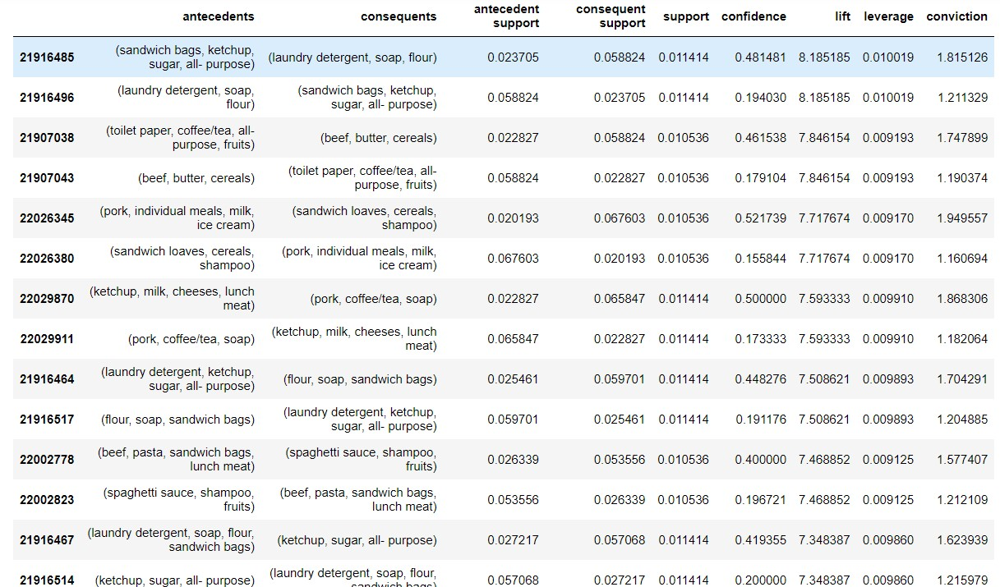 antecedents consequents antecedent support consequent support support confidence lift leverage conviction
21916485 (sandwich bags, ketchup, sugar, all- purpose) (laundry detergent, soap, flour) 0.023705 0.058824 0.011414 0.481481 8.185185 0.010019 1.815126
21916496 (laundry detergent, soap, flour) (sandwich bags, ketchup, sugar, all- purpose) 0.058824 0.023705 0.011414 0.194030 8.185185 0.010019 1.211329
21907038 (toilet paper, coffee/tea, all- purpose, fruits) (beef, butter, cereals) 0.022827 0.058824 0.010536 0.461538 7.846154 0.009193 1.747899
21907043 (beef, butter, cereals) (toilet paper, coffee/tea, all- purpose, fruits) 0.058824 0.022827 0.010536 0.179104 7.846154 0.009193 1.190374
22026345 (pork, individual meals, milk, ice cream) (sandwich loaves, cereals, shampoo) 0.020193 0.067603 0.010536 0.521739 7.717674 0.009170 1.949557
22026380 (sandwich loaves, cereals, shampoo) (pork, individual meals, milk, ice cream) 0.067603 0.020193 0.010536 0.155844 7.717674 0.009170 1.160694
22029870 (ketchup, milk, cheeses, lunch meat) (pork, coffee/tea, soap) 0.022827 0.065847 0.011414 0.500000 7.593333 0.009910 1.868306
22029911 (pork, coffee/tea, soap) (ketchup, milk, cheeses, lunch meat) 0.065847 0.022827 0.011414 0.173333 7.593333 0.009910 1.182064
21916464 (laundry detergent, ketchup, sugar, all- purpose) (flour, soap, sandwich bags) 0.025461 0.059701 0.011414 0.448276 7.508621 0.009893 1.704291
21916517 (flour, soap, sandwich bags) (laundry detergent, ketchup, sugar, all- purpose) 0.059701 0.025461 0.011414 0.191176 7.508621 0.009893 1.204885
22002778 (beef, pasta, sandwich bags, lunch meat) (spaghetti sauce, shampoo, fruits) 0.026339 0.053556 0.010536 0.400000 7.468852 0.009125 1.577407
22002823 (spaghetti sauce, shampoo, fruits) (beef, pasta, sandwich bags, lunch meat) 0.053556 0.026339 0.010536 0.196721 7.468852 0.009125 1.212109
21916467 (laundry detergent, soap, flour, sandwich bags) (ketchup, sugar, all- purpose) 0.027217 0.057068 0.011414 0.419355 7.348387 0.009860 1.623939
21916514 (ketchup, sugar, all- purpose) (laundry detergent, soap, flour, sandwich bags) 0.057068 0.027217 0.011414 0.200000 7.348387 0.009860 1.215979